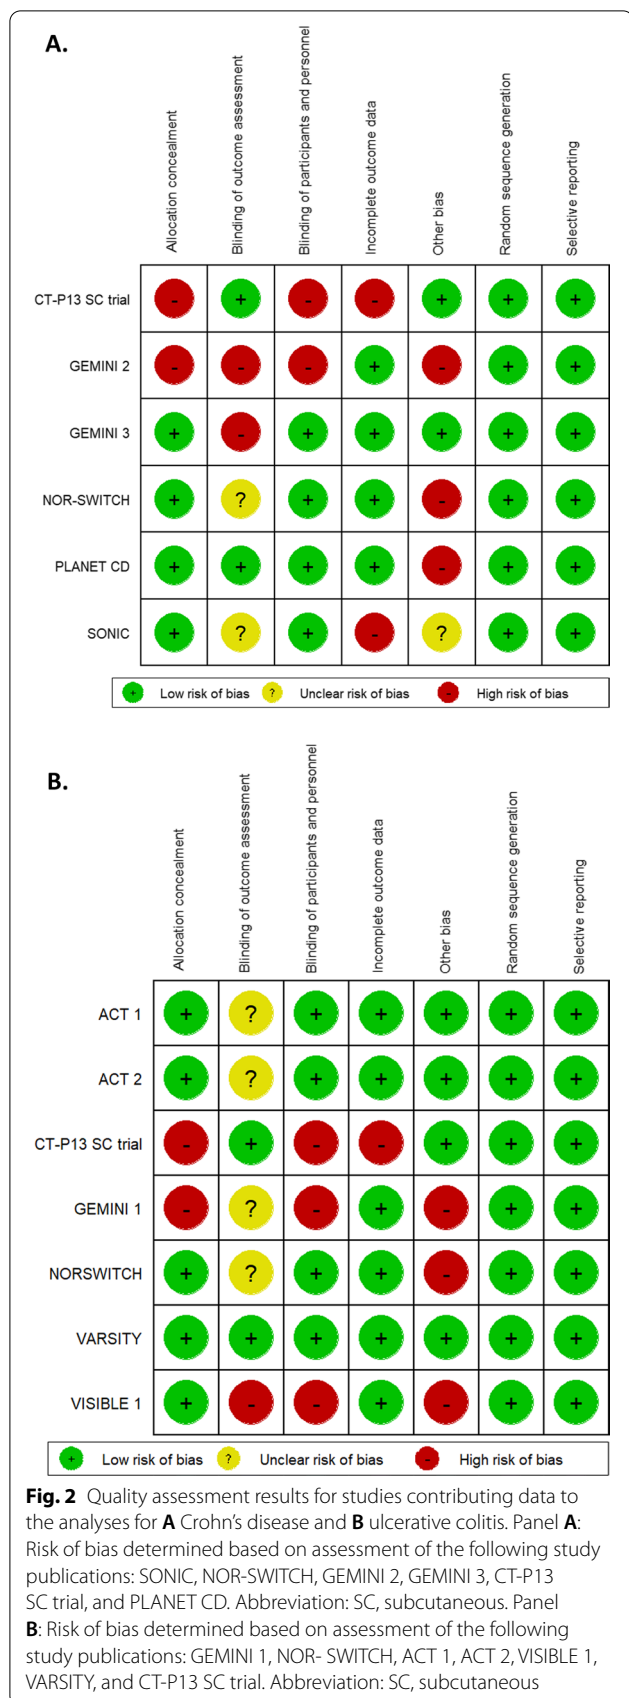 A.
Allocation concealment
Blinding of outcome assessment
Blinding of participants and personnel
Incomplete outcome data
Other bias
Random sequence generation
Selective reporting
CT-P13 SC trial - + - - + + +
GEMINI 2 - - - + - + +
GEMINI 3 + - + + + + +
NOR-SWITCH + ? + + - + +
PLANET CD + + + + - + +
SONIC + ? + - ? + +
+ Low risk of bias ? Unclear risk of bias - High risk of bias
B.
Allocation concealment
Blinding of outcome assessment
Blinding of participants and personnel
Incomplete outcome data
Other bias
Random sequence generation
Selective reporting
ACT 1 + ? + + + + +
ACT 2 + ? + + + + +
CT-P13 SC trial - + - - + + +
GEMINI 1 - ? - + - + +
NORSWITCH + ? + + - + +
VARSITY + + + + + + +
VISIBLE 1 + - - + - + +
+ Low risk of bias ? Unclear risk of bias - High risk of bias
Fig. 2 Quality assessment results for studies contributing data to
the analyses for A Crohn's disease and B ulcerative colitis. Panel A:
Risk of bias determined based on assessment of the following study
publications: SONIC, NOR-SWITCH, GEMINI 2, GEMINI 3, CT-P13
SC trial, and PLANET CD. Abbreviation: SC, subcutaneous. Panel
B: Risk of bias determined based on assessment of the following
study publications: GEMINI 1, NOR- SWITCH, ACT 1, ACT 2, VISIBLE 1,
VARSITY, and CT-P13 SC trial. Abbreviation: SC, subcutaneous